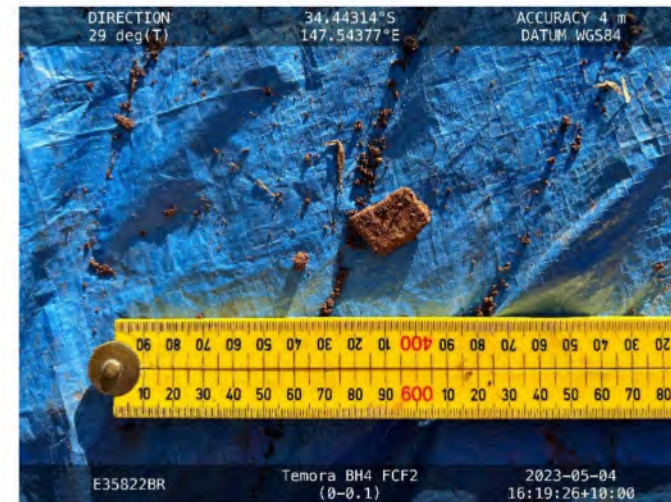 DIRECTION 34.44314°S ACCURACY 4 m
29 deg(T) 147.54377°E DATUM WGS84
90 80 70 60 50 40 30 20 10 400 90 80 70 60 50 40 30 20
10 20 30 40 50 60 70 80 90 600 10 20 30 40 50 60 70 80
E35822BR Temora BH4 FCF2 2023-05-04
(0-0.1) 16:19:26+10:00